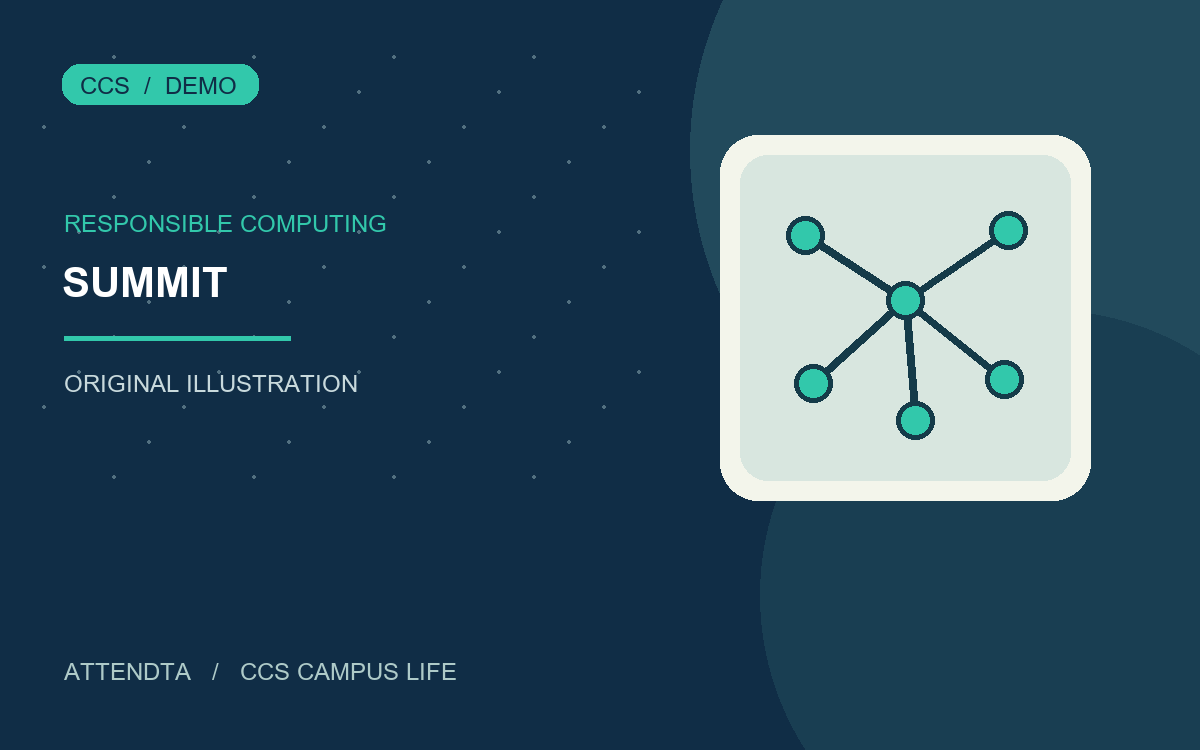 CCS / DEMO
RESPONSIBLE COMPUTING
SUMMIT
ORIGINAL ILLUSTRATION
ATTENDTA / CCS CAMPUS LIFE